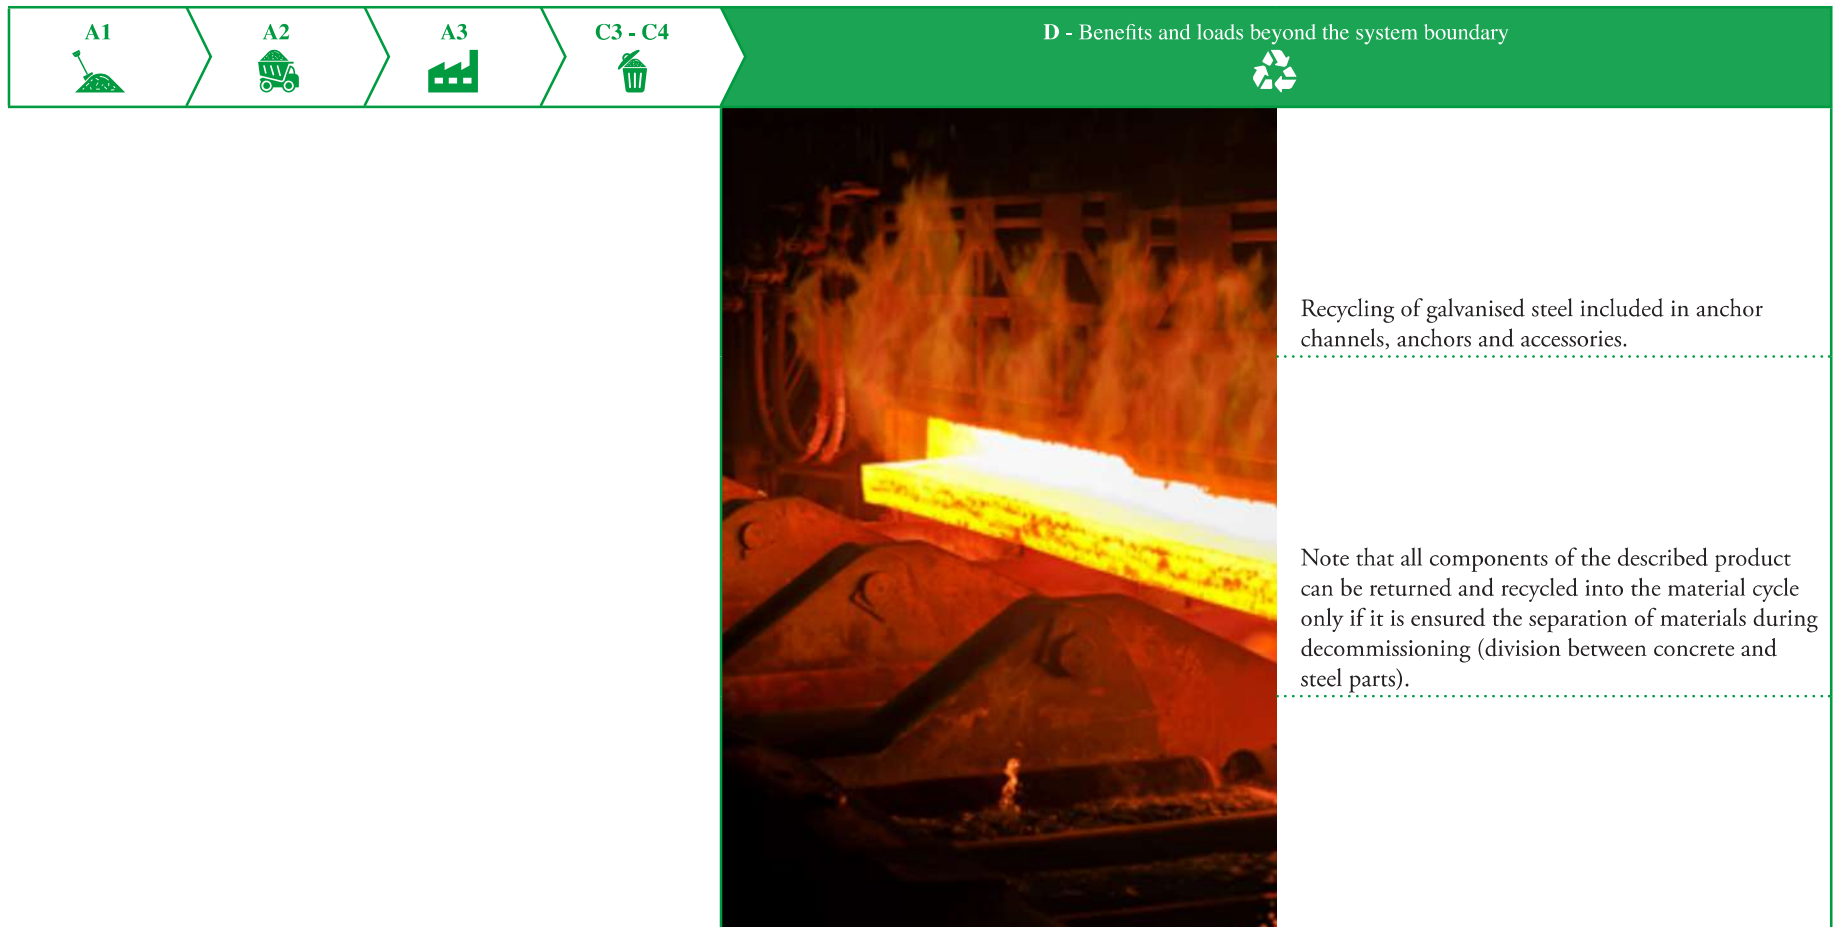 A1
A2
A3
C3 - C4
D - Benefits and loads beyond the system boundary
Recycling of galvanised steel included in anchor
channels, anchors and accessories.
Note that all components of the described product
can be returned and recycled into the material cycle
only if it is ensured the separation of materials during
decommissioning (division between concrete and
steel parts).